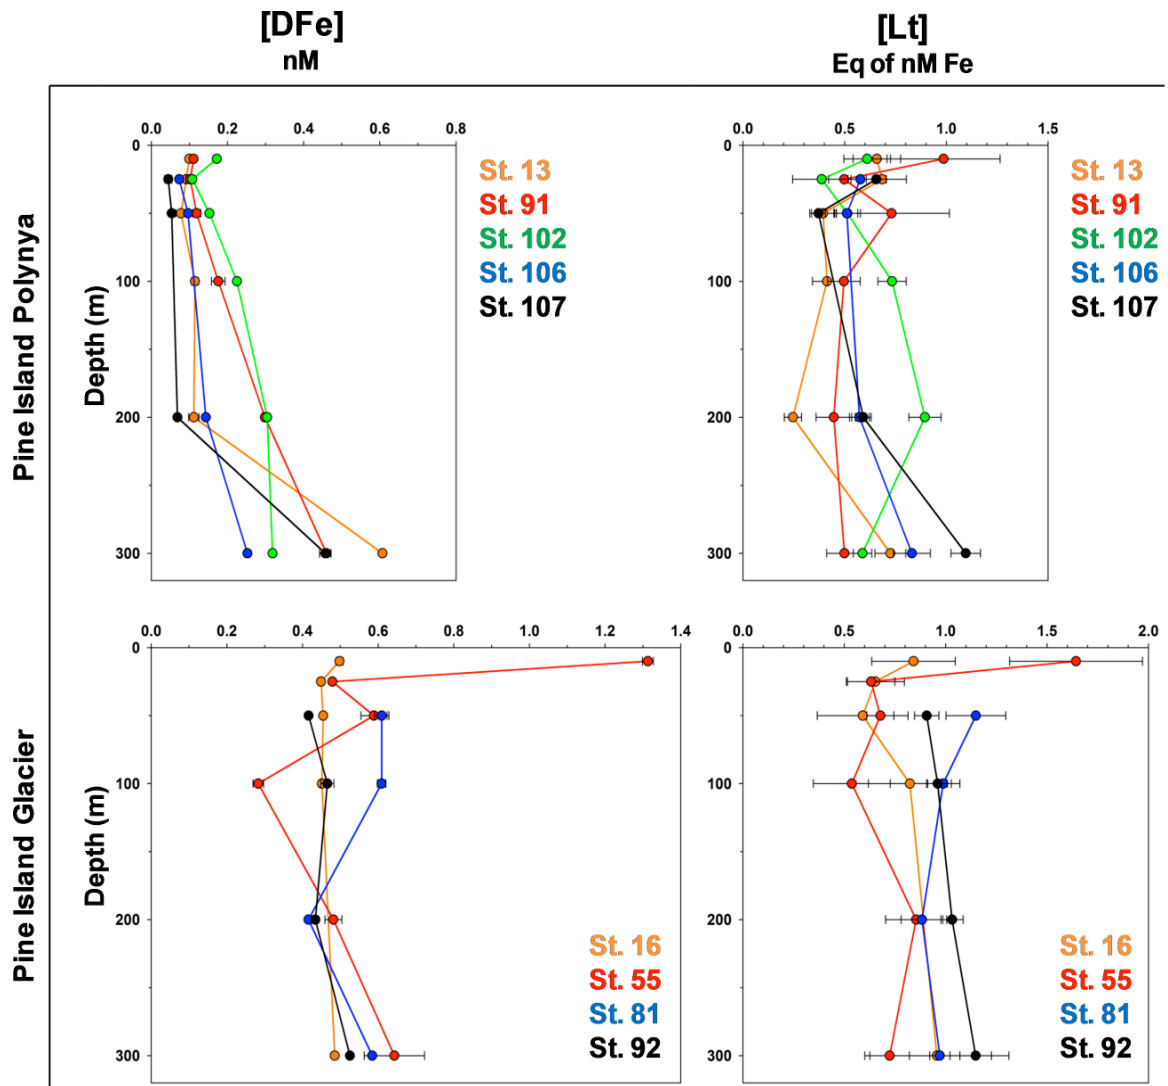 [DFe]
nM
[Lt]
Eq of nM Fe
Pine Island Polynya
0.0 0.2 0.4 0.6 0.8
0
100
200
300
Depth (m)
St. 13
St. 91
St. 102
St. 106
St. 107
0.0 0.5 1.0 1.5
0
100
200
300
St. 13
St. 91
St. 102
St. 106
St. 107
Pine Island Glacier
0.0 0.2 0.4 0.6 0.8 1.0 1.2 1.4
0
100
200
300
Depth (m)
St. 16
St. 55
St. 81
St. 92
0.0 0.5 1.0 1.5 2.0
0
100
200
300
St. 16
St. 55
St. 81
St. 92